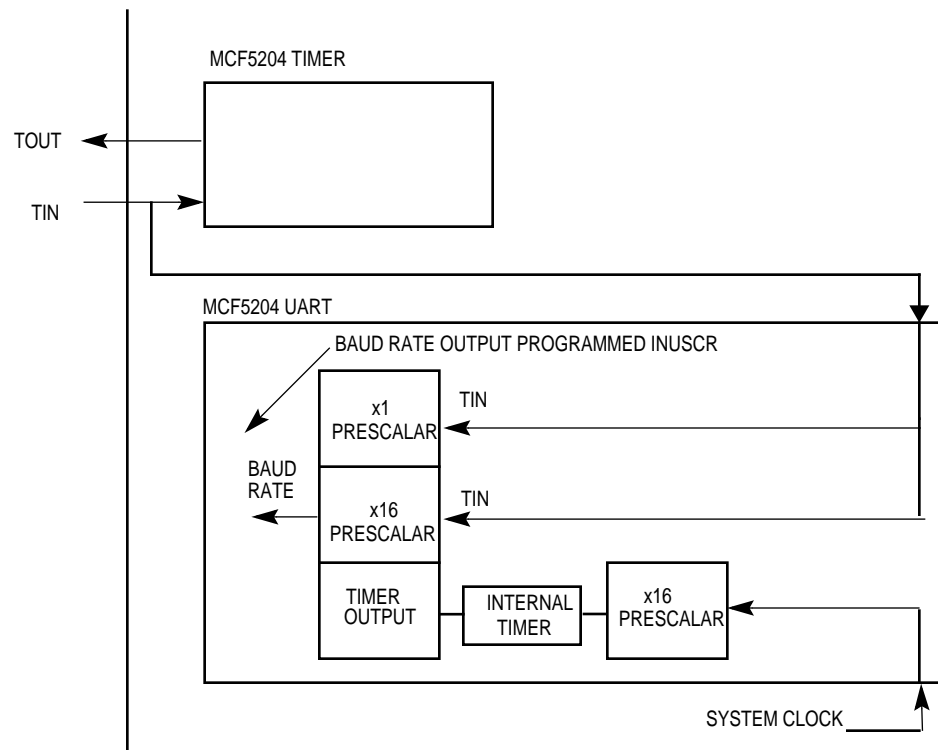 MCF5204 TIMER
TOUT
TIN
MCF5204 UART
BAUD RATE OUTPUT PROGRAMMED INUSCR
x1
PRESCALAR
TIN
BAUD
RATE
x16
PRESCALAR
TIN
TIMER
OUTPUT
INTERNAL
TIMER
x16
PRESCALAR
SYSTEM CLOCK